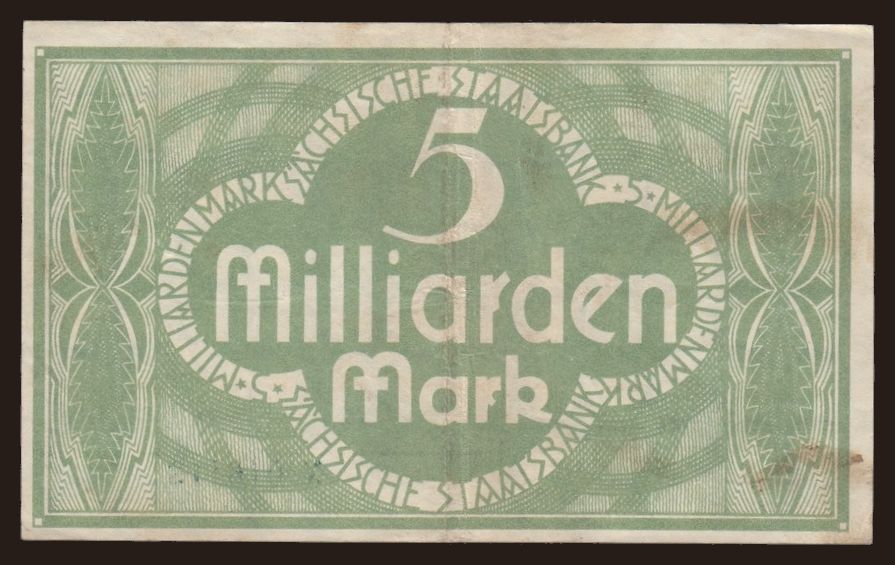 SÄCHSISCHE STAATSBANK
★ 5 ★ MILLIARDEN MARK
5
Milliarden
Mark
SÄCHSISCHE STAATSBANK
★ 5 ★ MILLIARDEN MARK